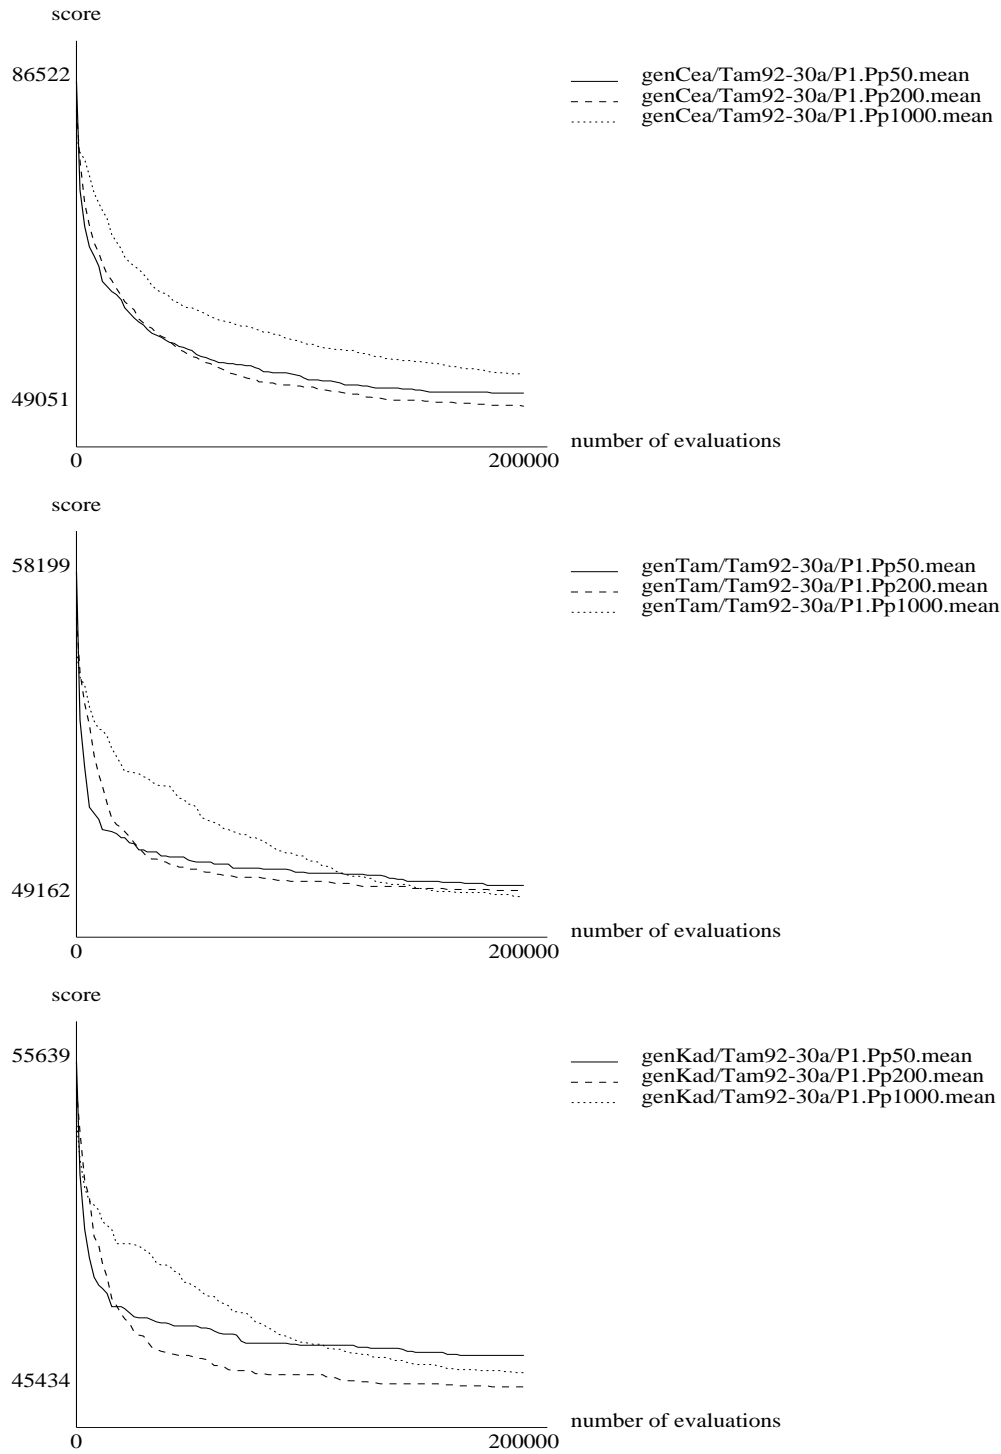 score
86522
genCea/Tam92-30a/P1.Pp50.mean
genCea/Tam92-30a/P1.Pp200.mean
genCea/Tam92-30a/P1.Pp1000.mean
49051
number of evaluations
0
200000
score
58199
genTam/Tam92-30a/P1.Pp50.mean
genTam/Tam92-30a/P1.Pp200.mean
genTam/Tam92-30a/P1.Pp1000.mean
49162
number of evaluations
0
200000
score
55639
genKad/Tam92-30a/P1.Pp50.mean
genKad/Tam92-30a/P1.Pp200.mean
genKad/Tam92-30a/P1.Pp1000.mean
45434
number of evaluations
0
200000